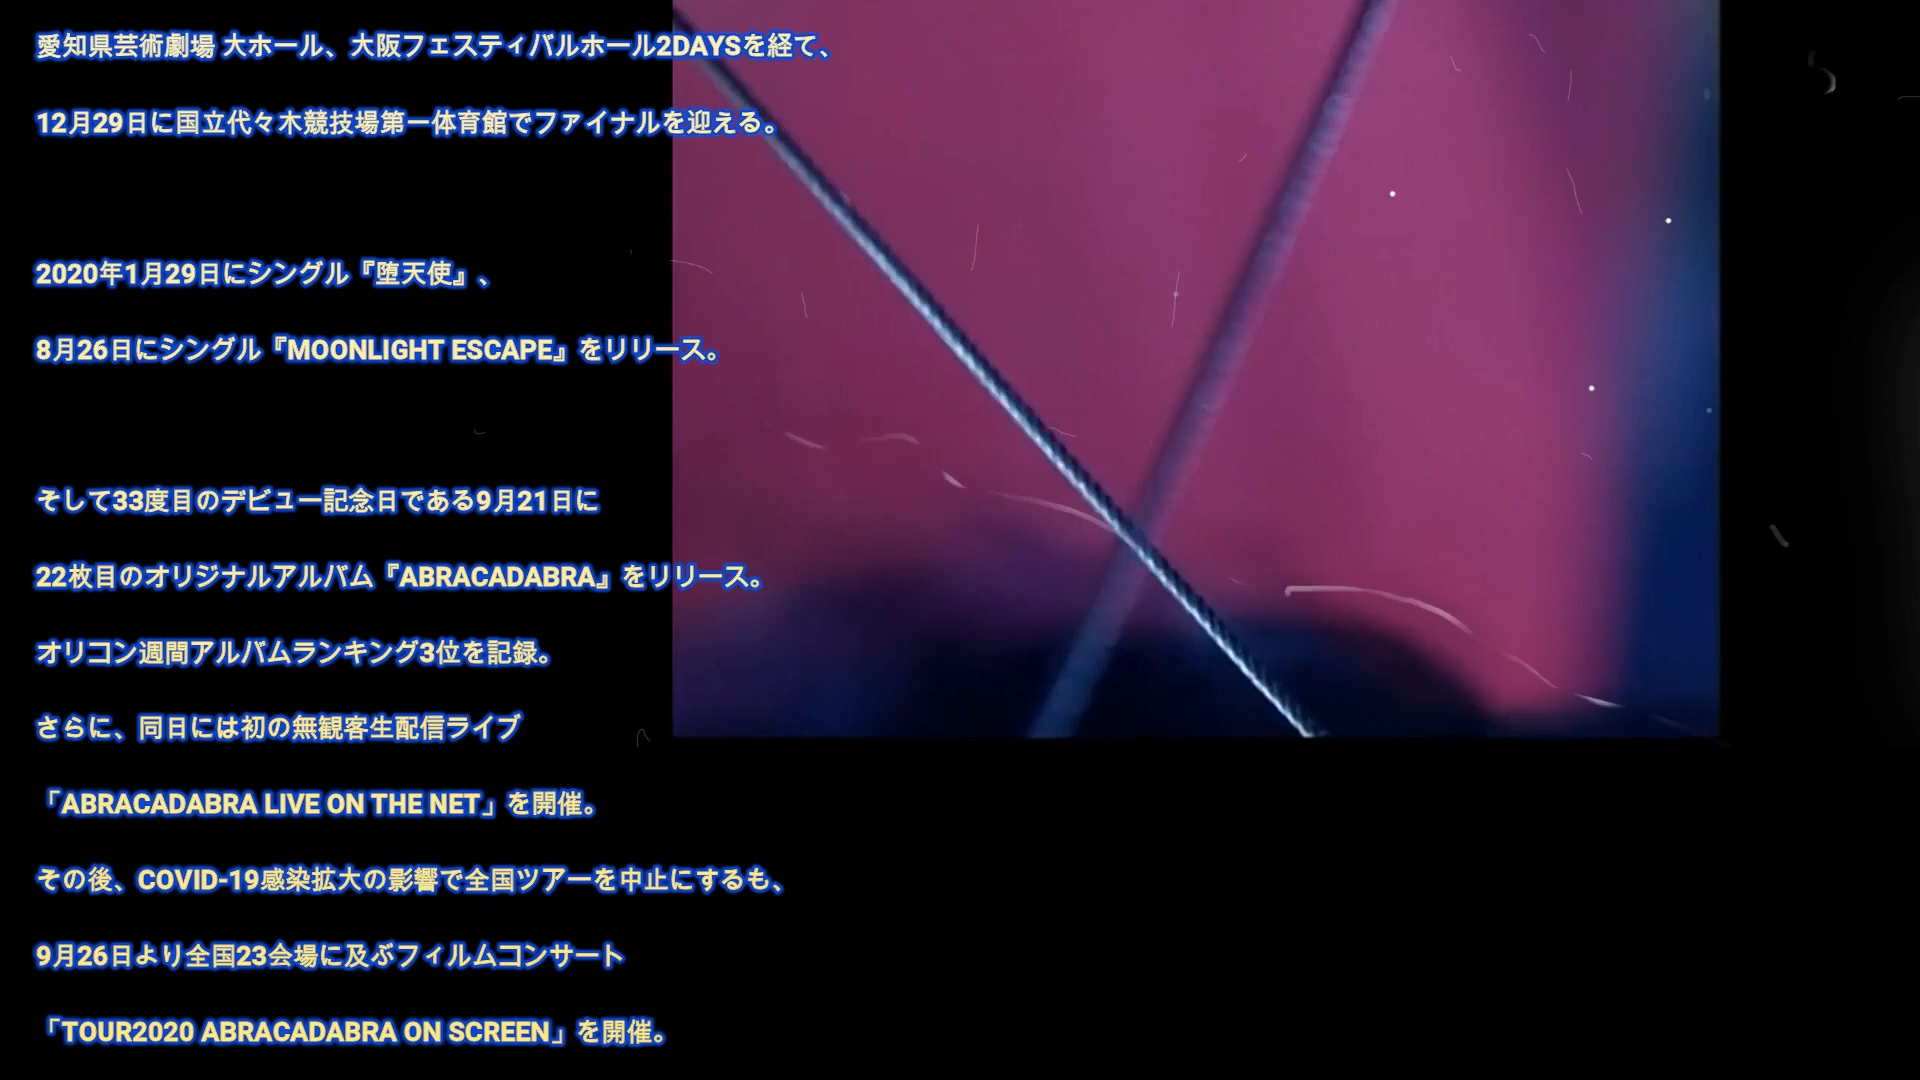 愛知県芸術劇場 大ホール、大阪フェスティバルホール2DAYSを経て、
12月29日に国立代々木競技場第一体育館でファイナルを迎える。
2020年1月29日にシングル『堕天使』、
8月26日にシングル『MOONLIGHT ESCAPE』をリリース。
そして33度目のデビュー記念日である9月21日に
22枚目のオリジナルアルバム『ABRACADABRA』をリリース。
オリコン週間アルバムランキング3位を記録。
さらに、同日には初の無観客生配信ライブ
「ABRACADABRA LIVE ON THE NET」を開催。
その後、COVID-19感染拡大の影響で全国ツアーを中止にするも、
9月26日より全国23会場に及ぶフィルムコンサート
「TOUR2020 ABRACADABRA ON SCREEN」を開催。